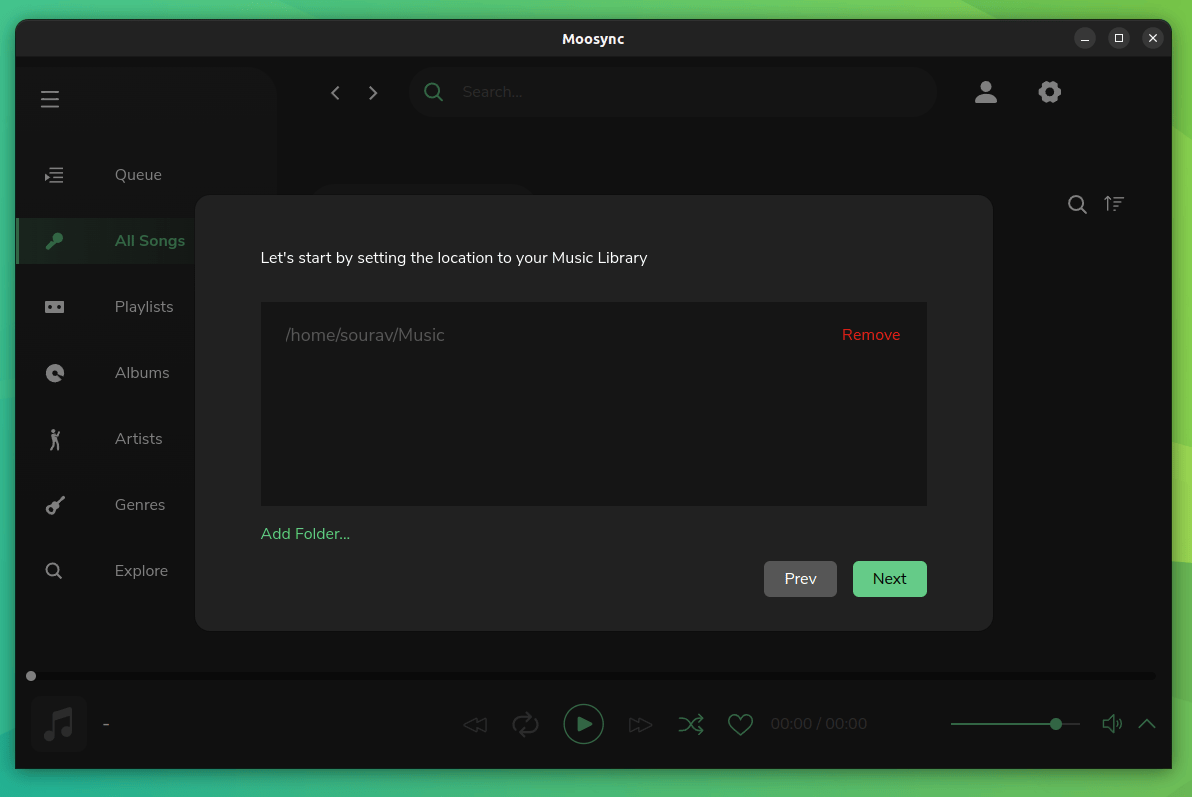 Moosync
Search...
Queue
All Songs
Playlists
Albums
Artists
Genres
Explore
Let's start by setting the location to your Music Library
/home/sourav/Music
Remove
Add Folder...
Prev
Next
-
00:00 / 00:00